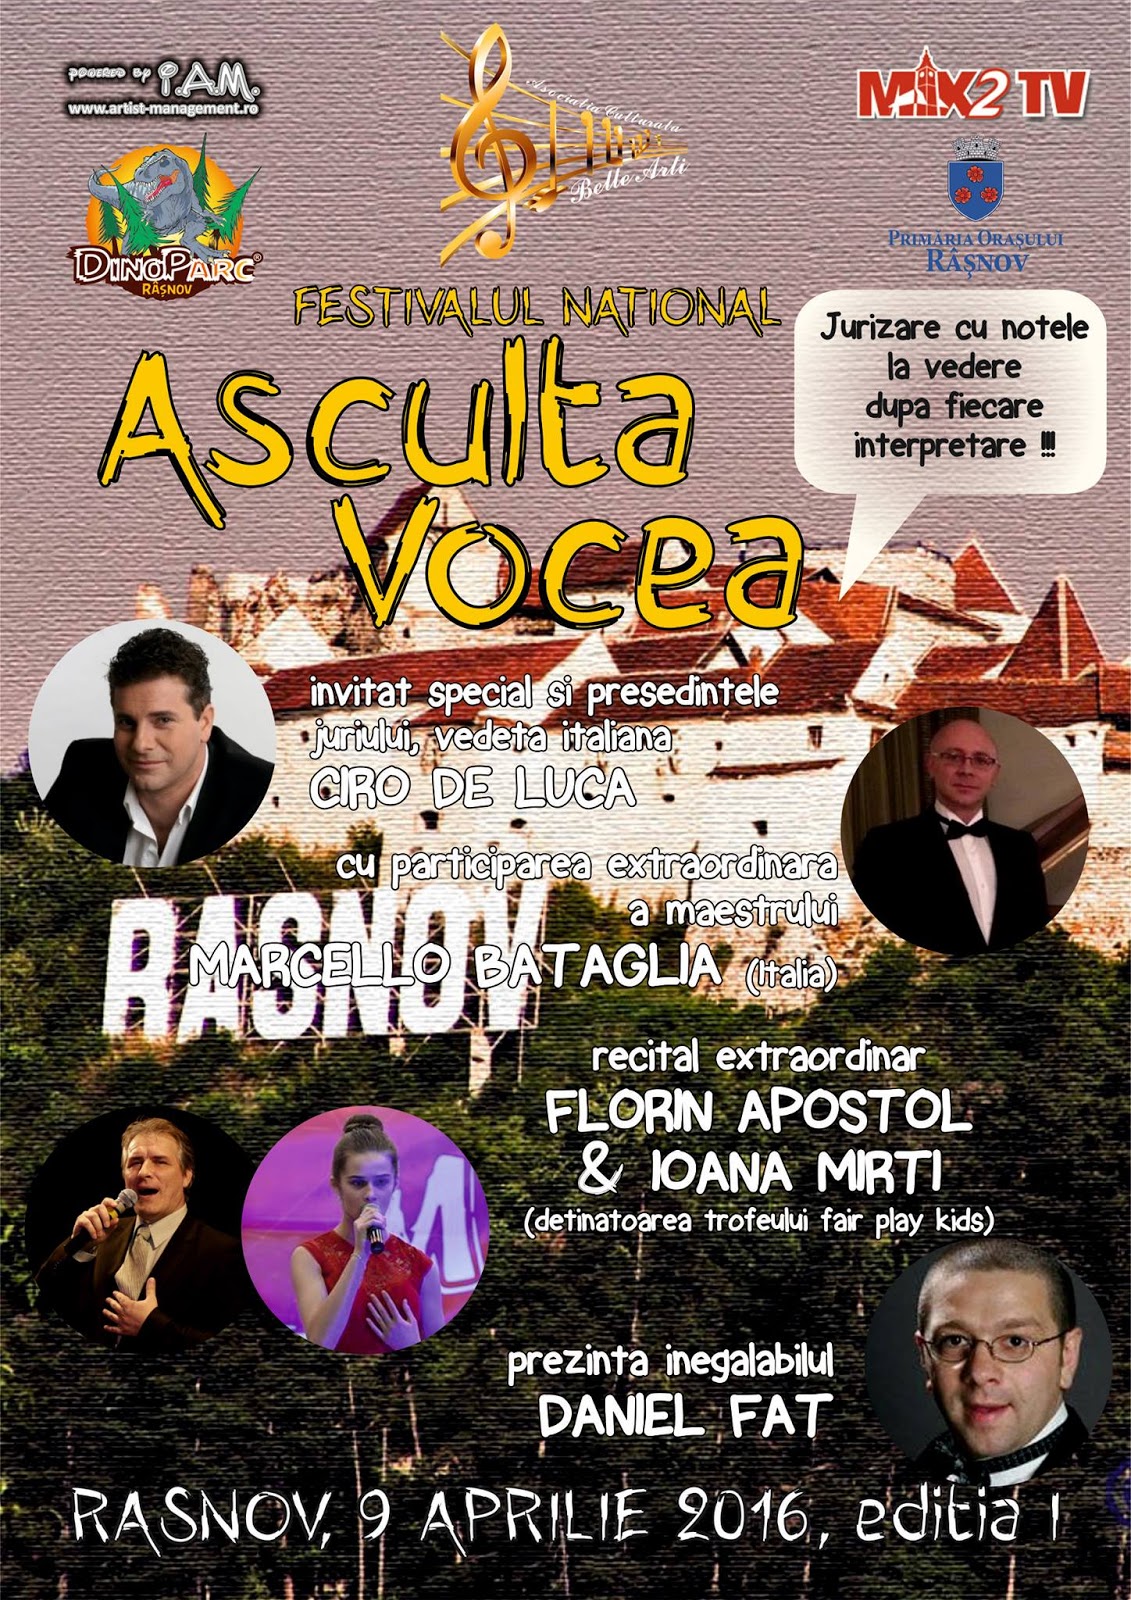 powered by I.A.M.
www.artist-management.ro
Asociatia Culturala
Belle Arti
MIX2 TV
DINOPARC®
RÂȘNOV
PRIMĂRIA ORAȘULUI
RÂȘNOV
FESTIVALUL NATIONAL
Asculta
Vocea
Jurizare cu notele
la vedere
dupa fiecare
interpretare !!!
invitat special si presedintele
juriului, vedeta italiana
CIRO DE LUCA
cu participarea extraordinara
a maestrului
MARCELLO BATAGLIA (Italia)
RASNOV
recital extraordinar
FLORIN APOSTOL
& IOANA MIRTI
(detinatoarea trofeului fair play kids)
prezinta inegalabilul
DANIEL FAT
RASNOV, 9 APRILIE 2016, editia I